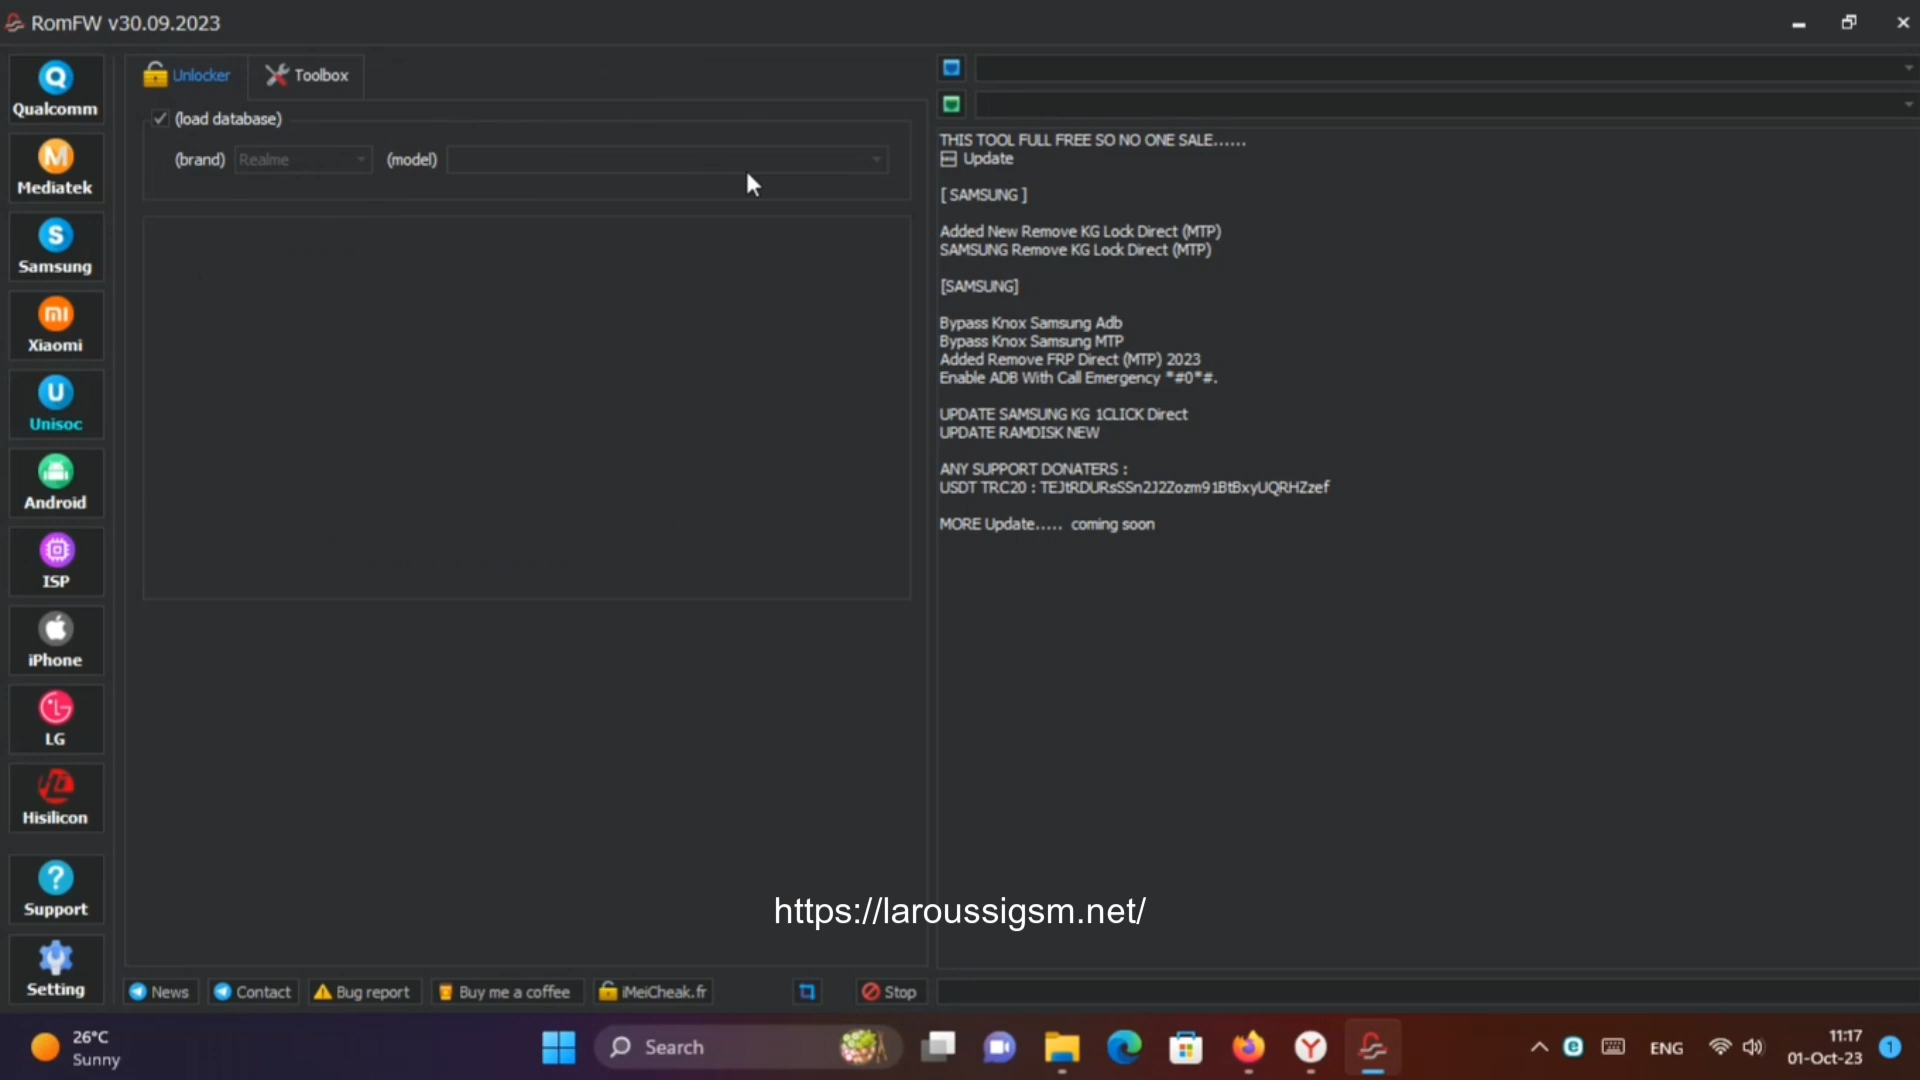 RomFW v30.09.2023
Qualcomm
Mediatek
Samsung
Xiaomi
Unisoc
Android
ISP
iPhone
LG
Hisilicon
Support
Setting
Unlocker
Toolbox
(load database)
(brand) Realme (model)
THIS TOOL FULL FREE SO NO ONE SALE......
Update
[ SAMSUNG ]
Added New Remove KG Lock Direct (MTP)
SAMSUNG Remove KG Lock Direct (MTP)
[SAMSUNG]
Bypass Knox Samsung Adb
Bypass Knox Samsung MTP
Added Remove FRP Direct (MTP) 2023
Enable ADB With Call Emergency *#0*#.
UPDATE SAMSUNG KG 1CLICK Direct
UPDATE RAMDISK NEW
ANY SUPPORT DONATERS :
USDT TRC20 : TEJtRDURsSSn2J2Zozm91BtBxyUQRHZzef
MORE Update..... coming soon
https://laroussigsm.net/
News
Contact
Bug report
Buy me a coffee
iMeiCheak.fr
Stop
26°C
Sunny
Search
ENG
11:17
01-Oct-23
1